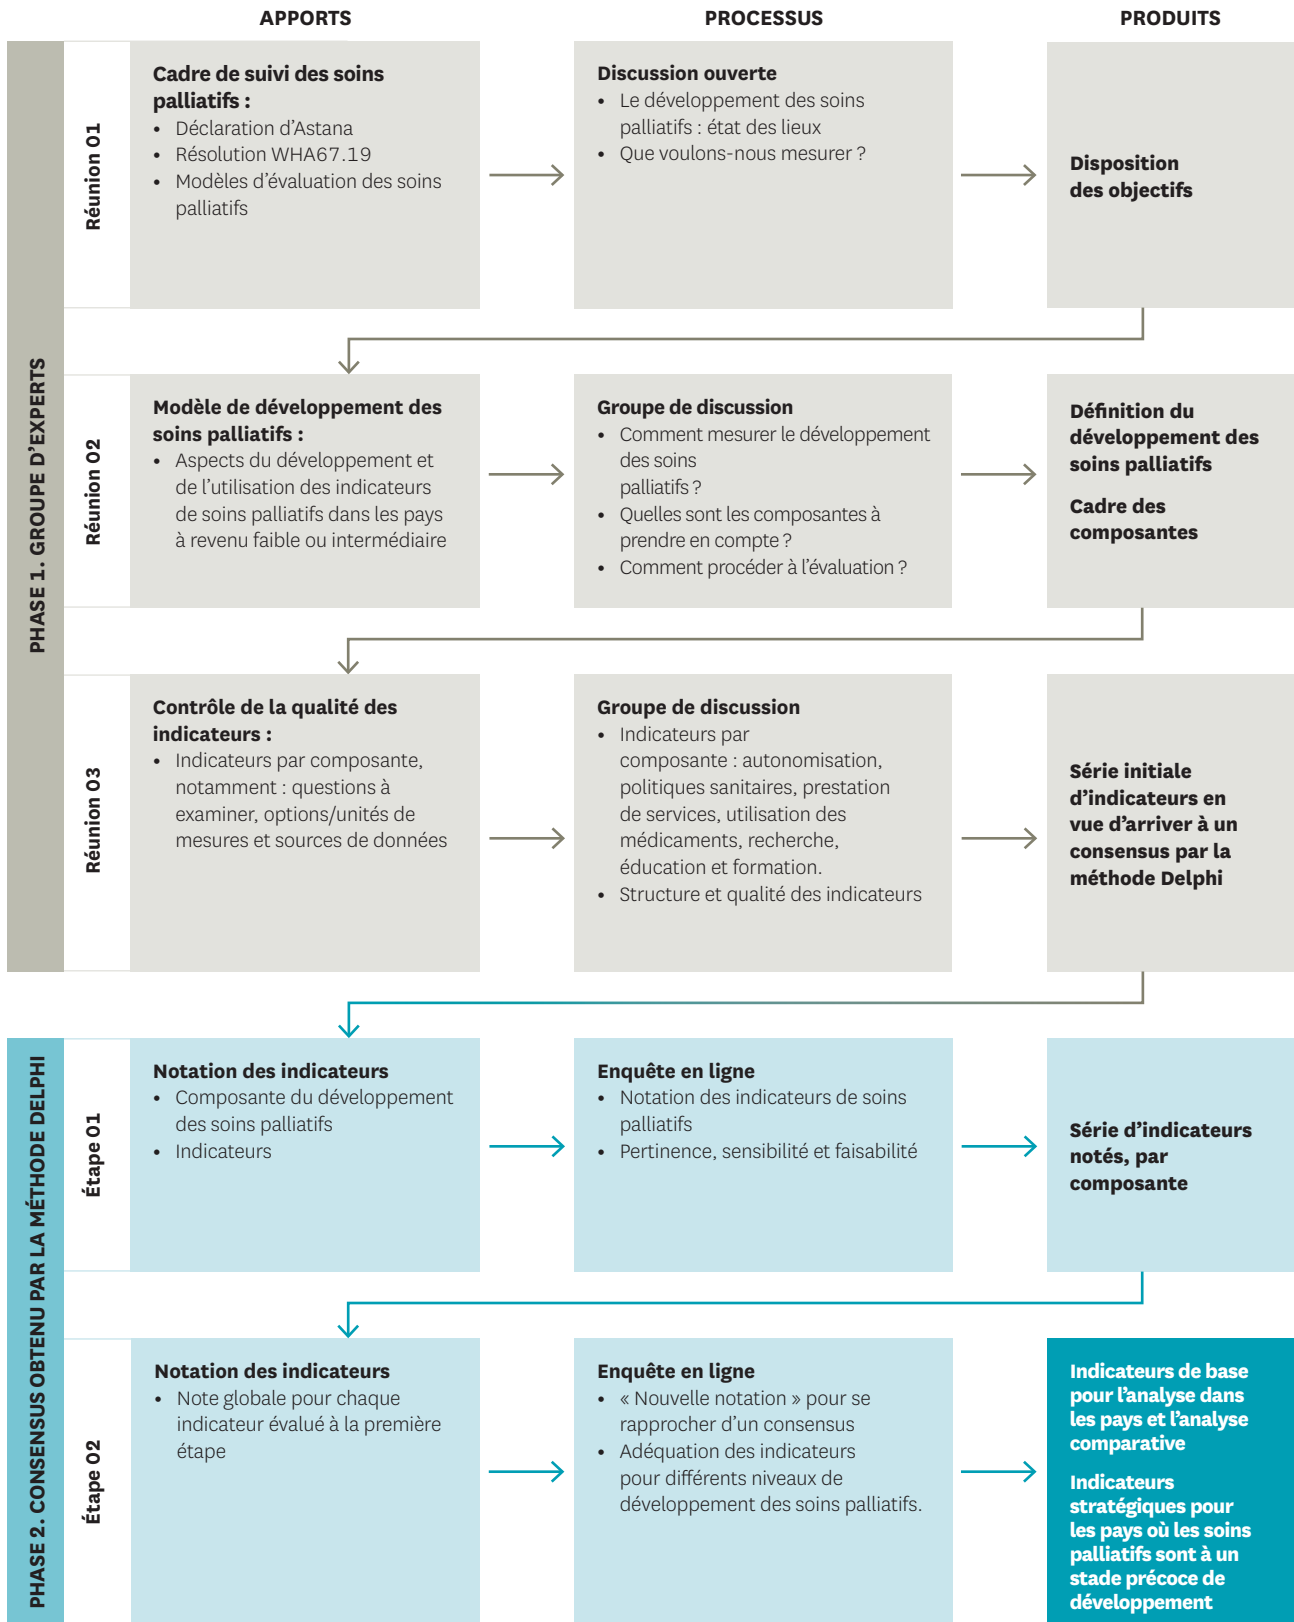 APPORTS
PROCESSUS
PRODUITS
PHASE 1. GROUPE D'EXPERTS
Réunion 01
Cadre de suivi des soins
palliatifs :
• Déclaration d'Astana
• Résolution WHA67.19
• Modèles d'évaluation des soins
palliatifs
Discussion ouverte
• Le développement des soins
palliatifs : état des lieux
• Que voulons-nous mesurer ?
Disposition
des objectifs
Réunion 02
Modèle de développement des
soins palliatifs :
• Aspects du développement et
de l'utilisation des indicateurs
de soins palliatifs dans les pays
à revenu faible ou intermédiaire
Groupe de discussion
• Comment mesurer le développement
des soins
palliatifs ?
• Quelles sont les composantes à
prendre en compte ?
• Comment procéder à l'évaluation ?
Définition du
développement des
soins palliatifs
Cadre des
composantes
Réunion 03
Contrôle de la qualité des
indicateurs :
• Indicateurs par composante,
notamment : questions à
examiner, options/unités de
mesures et sources de données
Groupe de discussion
• Indicateurs par
composante : autonomisation,
politiques sanitaires, prestation
de services, utilisation des
médicaments, recherche,
éducation et formation.
• Structure et qualité des indicateurs
Série initiale
d'indicateurs en
vue d'arriver à un
consensus par la
méthode Delphi
PHASE 2. CONSENSUS OBTENU PAR LA MÉTHODE DELPHI
Étape 01
Notation des indicateurs
• Composante du développement
des soins palliatifs
• Indicateurs
Enquête en ligne
• Notation des indicateurs de soins
palliatifs
• Pertinence, sensibilité et faisabilité
Série d'indicateurs
notés, par
composante
Étape 02
Notation des indicateurs
• Note globale pour chaque
indicateur évalué à la première
étape
Enquête en ligne
• « Nouvelle notation » pour se
rapprocher d'un consensus
• Adéquation des indicateurs
pour différents niveaux de
développement des soins palliatifs.
Indicateurs de base
pour l'analyse dans
les pays et l'analyse
comparative
Indicateurs
stratégiques pour
les pays où les soins
palliatifs sont à un
stade précoce de
développement